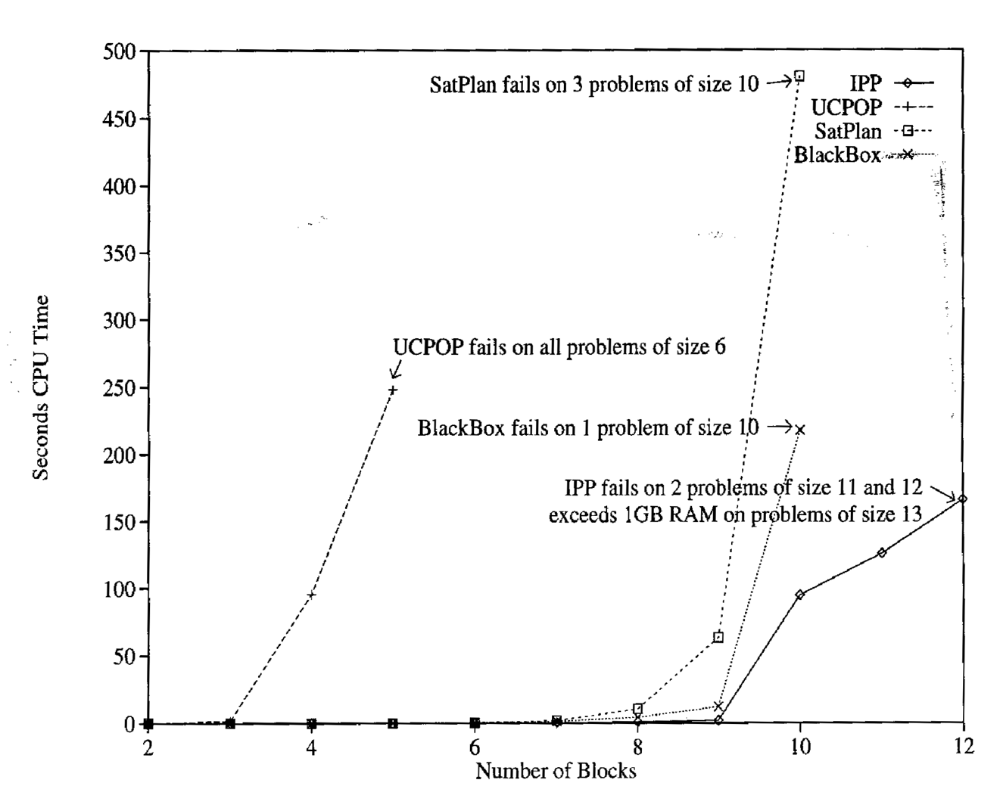 500
450
400
350
300
250
200
150
100
50
0
Seconds CPU Time
SatPlan fails on 3 problems of size 10
IPP
UCPOP
SatPlan
BlackBox
UCPOP fails on all problems of size 6
BlackBox fails on 1 problem of size 10
IPP fails on 2 problems of size 11 and 12
exceeds 1GB RAM on problems of size 13
2
4
6
8
10
12
Number of Blocks